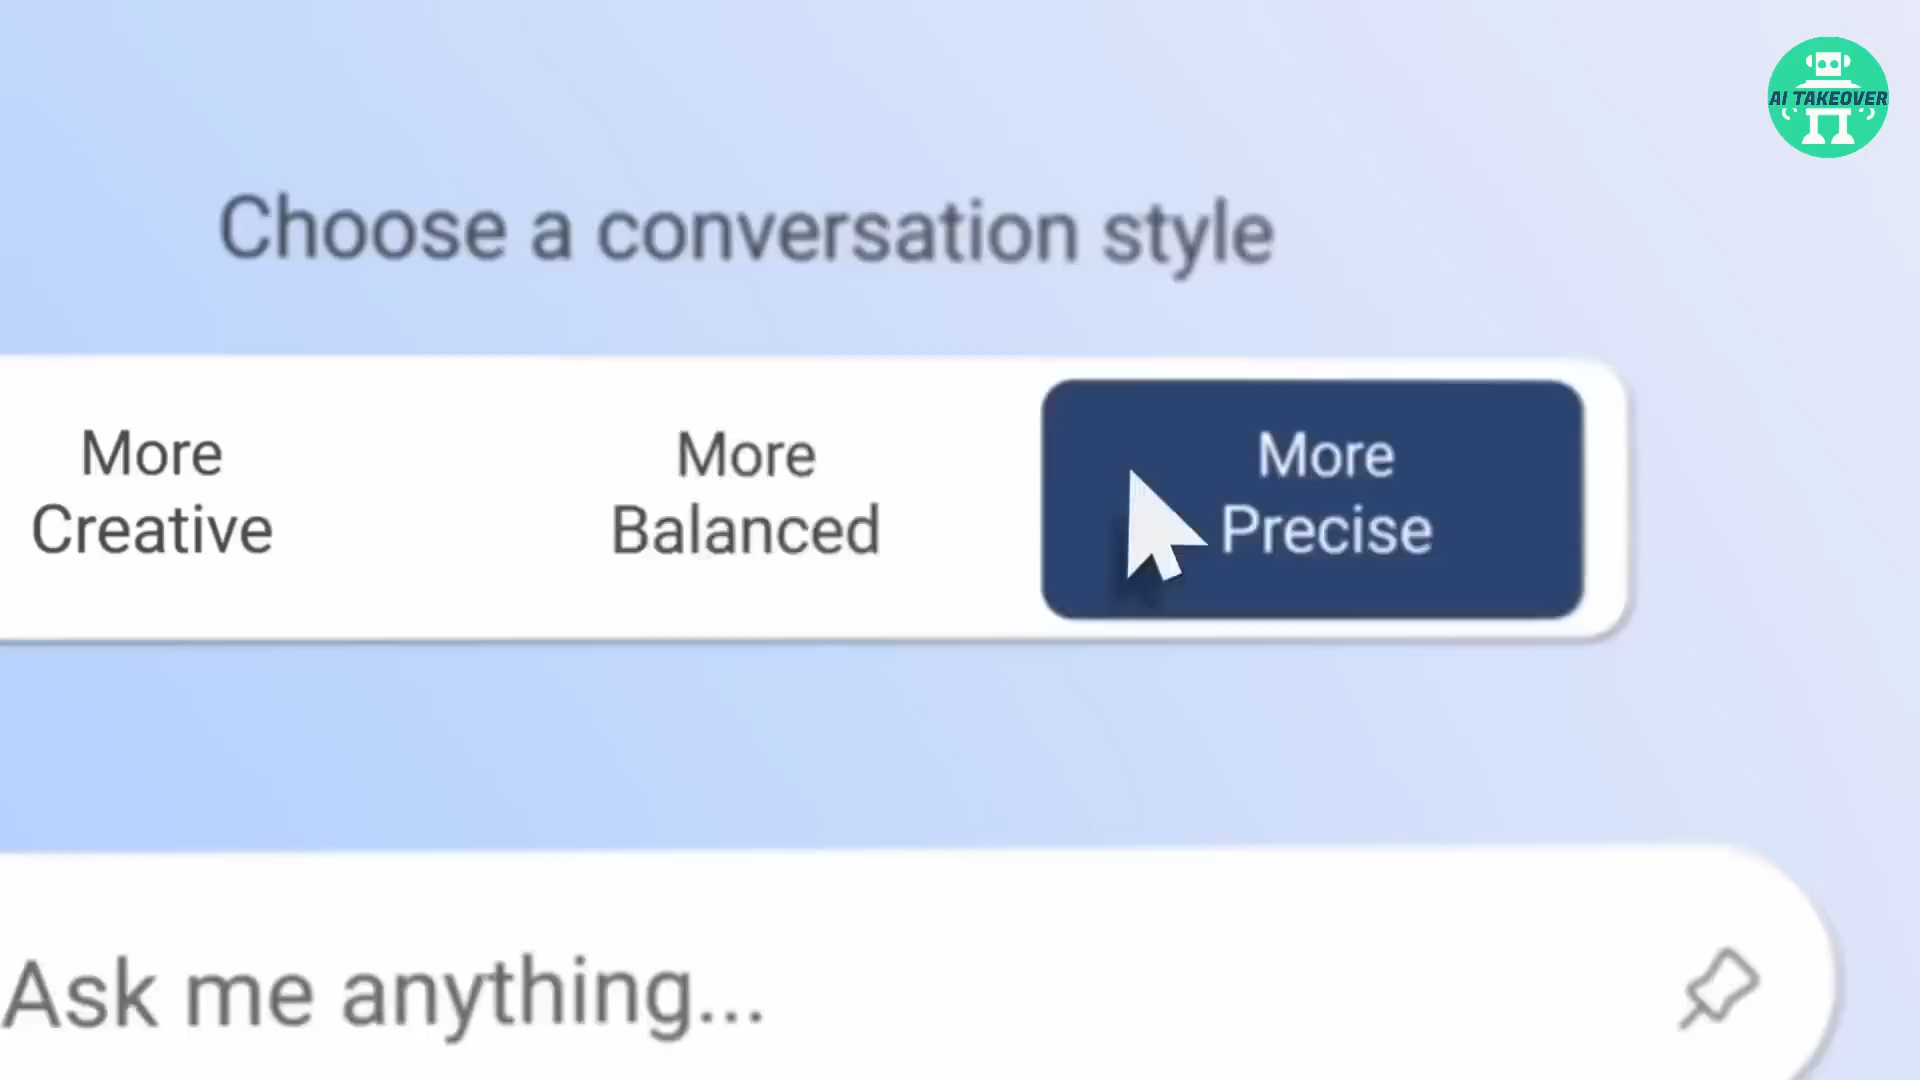 AI TAKEOVER
Choose a conversation style
More
Creative
More
Balanced
More
Precise
Ask me anything...